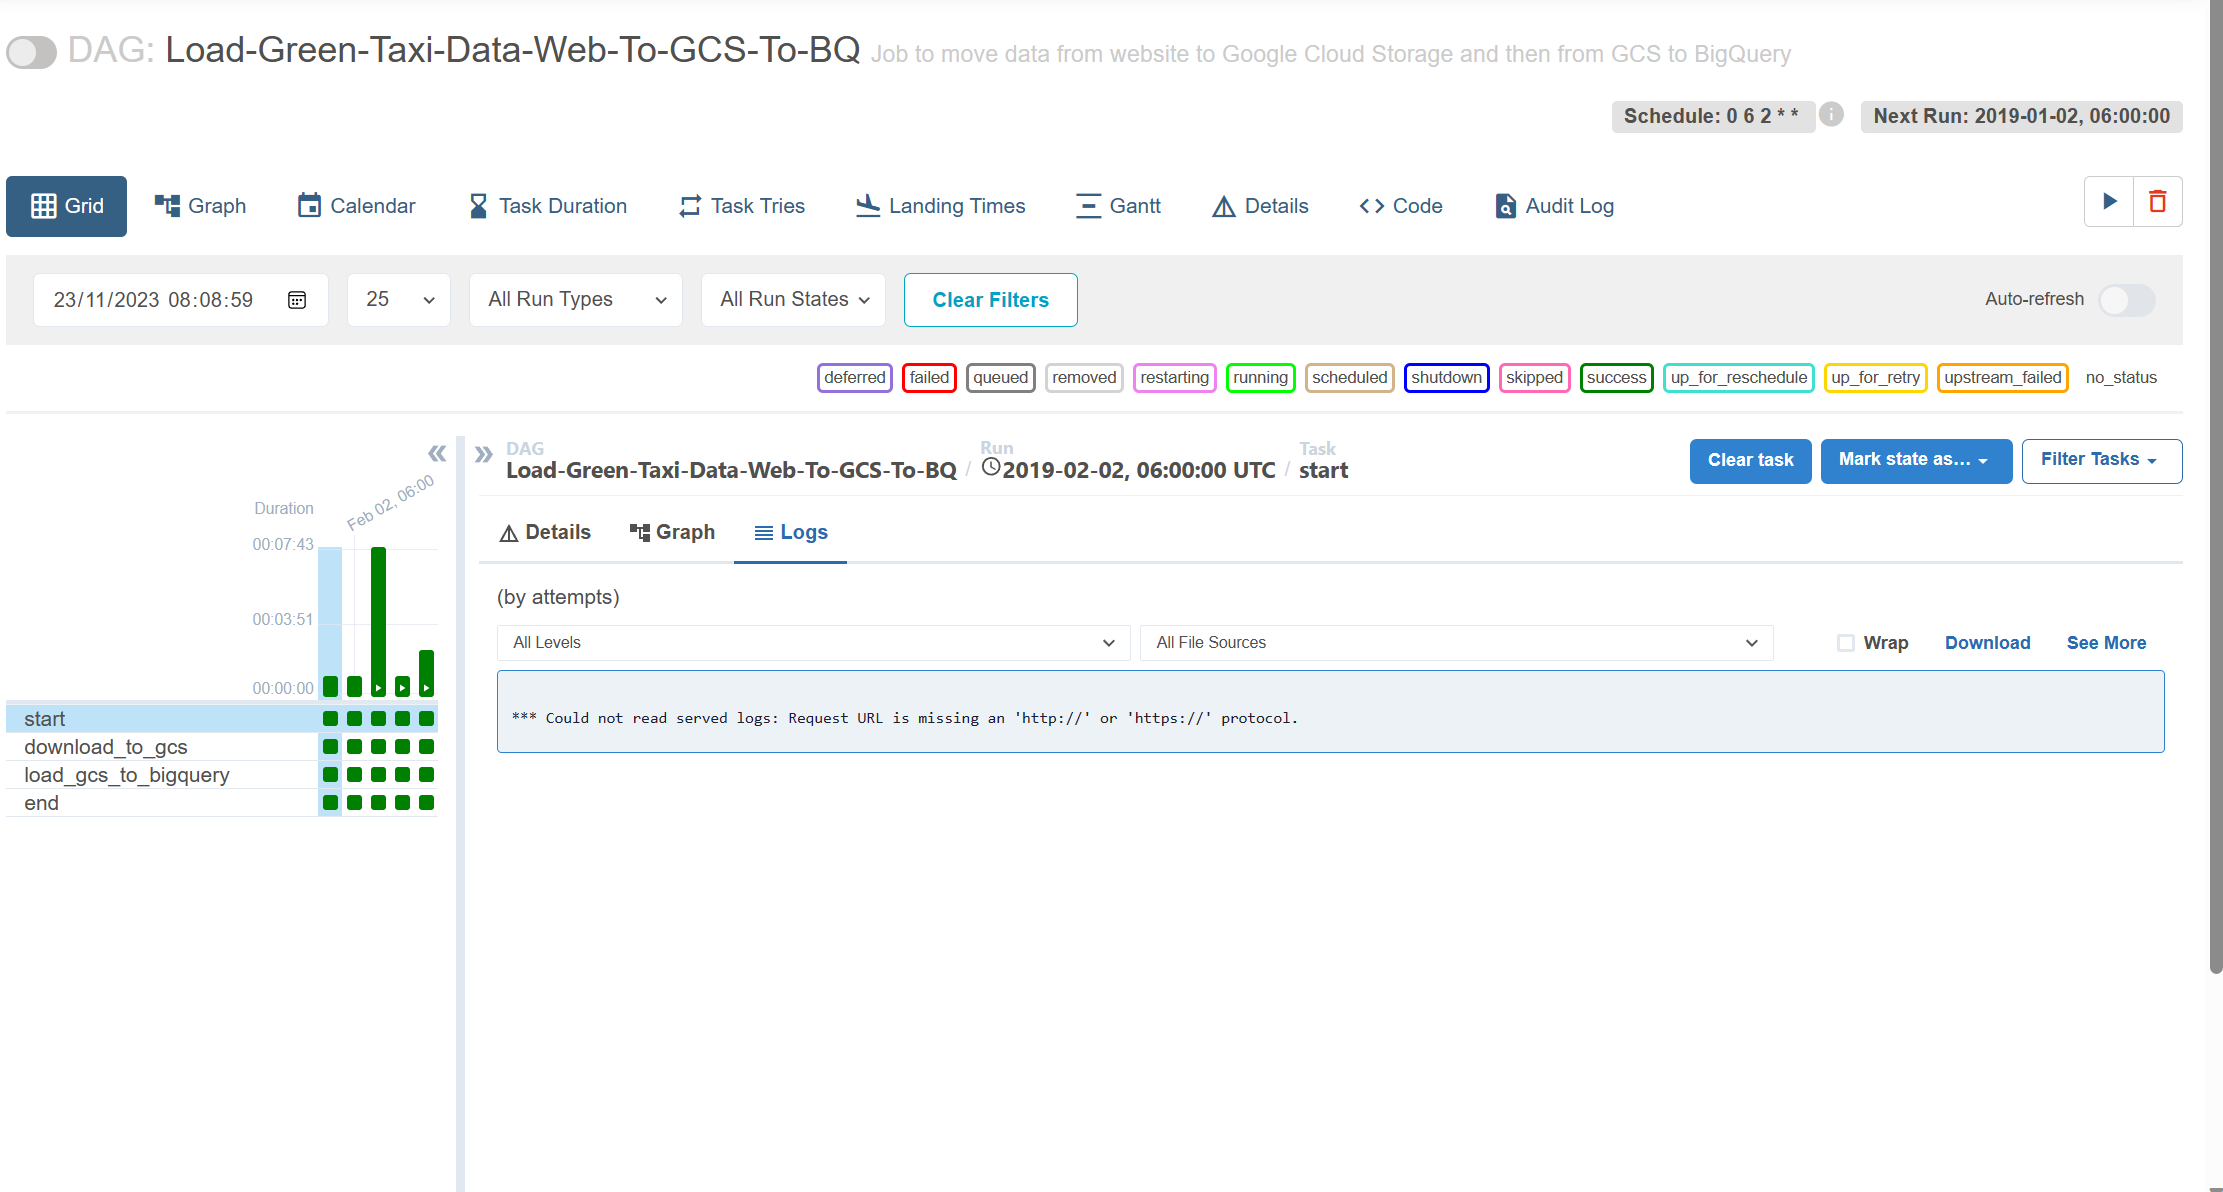 DAG: Load-Green-Taxi-Data-Web-To-GCS-To-BQ Job to move data from website to Google Cloud Storage and then from GCS to BigQuery
Schedule: 0 6 2 * * i Next Run: 2019-01-02, 06:00:00
Grid Graph Calendar Task Duration Task Tries Landing Times Gantt Details Code Audit Log
23/11/2023 08:08:59 25 All Run Types All Run States Clear Filters Auto-refresh
deferred failed queued removed restarting running scheduled shutdown skipped success up_for_reschedule up_for_retry upstream_failed no_status
DAG Run Task
Load-Green-Taxi-Data-Web-To-GCS-To-BQ / 2019-02-02, 06:00:00 UTC / start
Clear task Mark state as... Filter Tasks
Feb 02, 06:00
Duration
00:07:43
00:03:51
00:00:00
start
download_to_gcs
load_gcs_to_bigquery
end
Details Graph Logs
(by attempts)
All Levels All File Sources Wrap Download See More
*** Could not read served logs: Request URL is missing an 'http://' or 'https://' protocol.